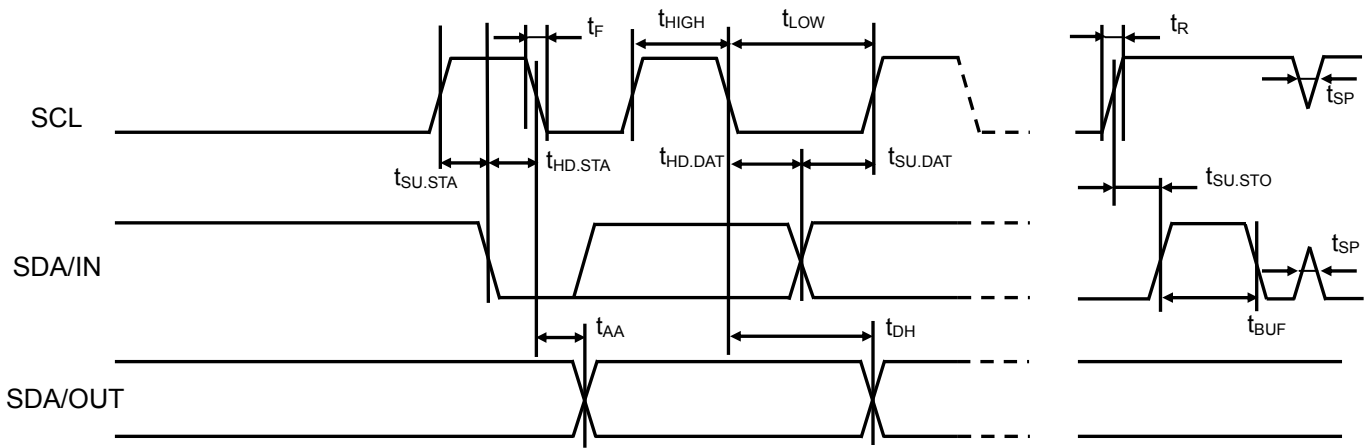 tF
tHIGH
tLOW
tR
SCL
tSP
tSU.STA
tHD.STA
tHD.DAT
tSU.DAT
tSU.STO
SDA/IN
tSP
tAA
tDH
tBUF
SDA/OUT